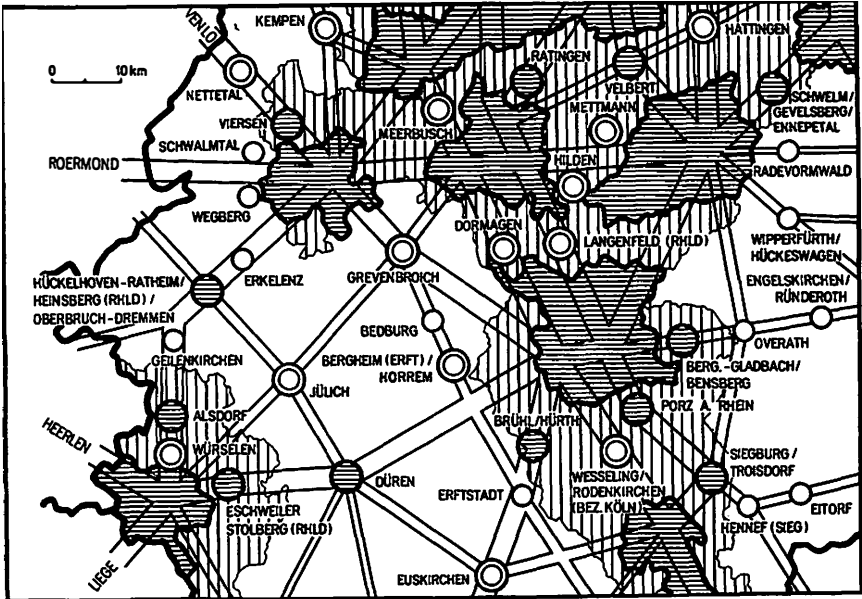 VENLO
KEMPEN
HATTINGEN
0 10 km
NETTETAL
RATINGEN
VELBERT
METTMANN
SCHWELM/
GEVELSBERG/
ENNEPETAL
VIERSEN
MEERBUSCH
SCHWALMTAL
ROERMOND
HILDEN
RADEVORMWALD
WEGBERG
DORMAGEN
LANGENFELD (RHLD)
WIPPERFÜRTH/
HÜCKESWAGEN
HÜCKELHOVEN-RATHEIM/
HEINSBERG (RHLD) /
OBERBRUCH-DREMMEN
ERKELENZ
GREVENBROICH
ENGELSKIRCHEN/
RÜNDEROTH
BEDBURG
OVERATH
GEILENKIRCHEN
BERGHEIM (ERFT) /
HORREM
BERG.-GLADBACH/
BENSBERG
JÜLICH
ALSDORF
PORZ A. RHEIN
BRÜHL/HÜRTH
HEERLEN
WÜRSELEN
SIEGBURG /
TROISDORF
DÜREN
WESSELING/
RODENKIRCHEN
(BEZ. KÖLN)
ERFTSTADT
EITORF
ESCHWEILER
STOLBERG (RHLD)
HENNEF (SIEG)
LIEGE
EUSKIRCHEN